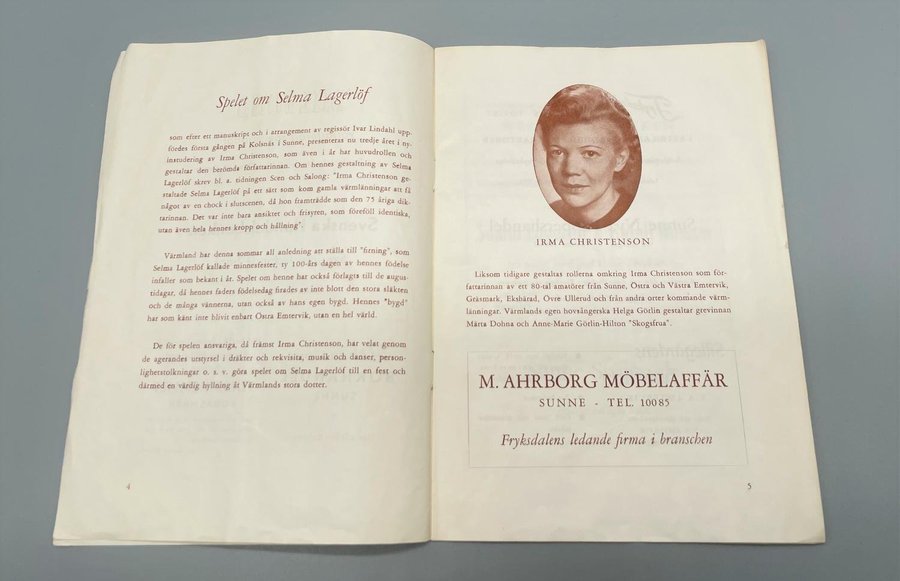 Spelet om Selma Lagerlöf
som efter ett manuskript och i arrangement av regissör Ivar Lindahl upp-
fördes första gången på Kolsnäs i Sunne, presenteras nu tredje året i ny-
instudering av Irma Christenson, som även i år har huvudrollen och
gestaltar den berömda författarinnan. Om hennes gestaltning av Selma
Lagerlöf skrev bl. a. tidningen Scen och Salong: "Irma Christenson ge-
staltade Selma Lagerlöf på ett sätt som kom gamla värmlänningar att få
något av en chock i slutscenen, då hon framträdde som den 75 åriga dik-
tarinnan. Det var inte bara ansiktet och frisyren, som föreföll identiska,
utan även hela hennes kropp och hållning".
Värmland har denna sommar all anledning att ställa till "firning", som
Selma Lagerlöf kallade minnesfester, ty 100-års dagen av hennes födelse
infaller som bekant i år. Spelet om henne har också förlagts till de augus-
tidagar, då hennes faders födelsedag firades av inte blott den stora släkten
och de många vännerna, utan också av hans egen bygd. Hennes "bygd"
har som känt inte blivit enbart Östra Emtervik, utan en hel värld.
De för spelen ansvariga, då främst Irma Christenson, har velat genom
de agerandes utstyrsel i dräkter och rekvisita, musik och danser, person-
lighetstolkningar o. s. v. göra spelet om Selma Lagerlöf till en fest och
därmed en värdig hyllning åt Värmlands stora dotter.
4
IRMA CHRISTENSON
Liksom tidigare gestaltas rollerna omkring Irma Christenson som för-
fattarinnan av ett 80-tal amatörer från Sunne, Östra och Västra Emtervik,
Gräsmark, Ekshärad, Övre Ullerud och från andra orter kommande värm-
länningar. Värmlands egen hovsångerska Helga Görlin gestaltar grevinnan
Märta Dohna och Anne-Marie Görlin-Hilton "Skogsfrua".
M. AHRBORG MÖBELAFFÄR
SUNNE - TEL. 10085
Fryksdalens ledande firma i branschen
5